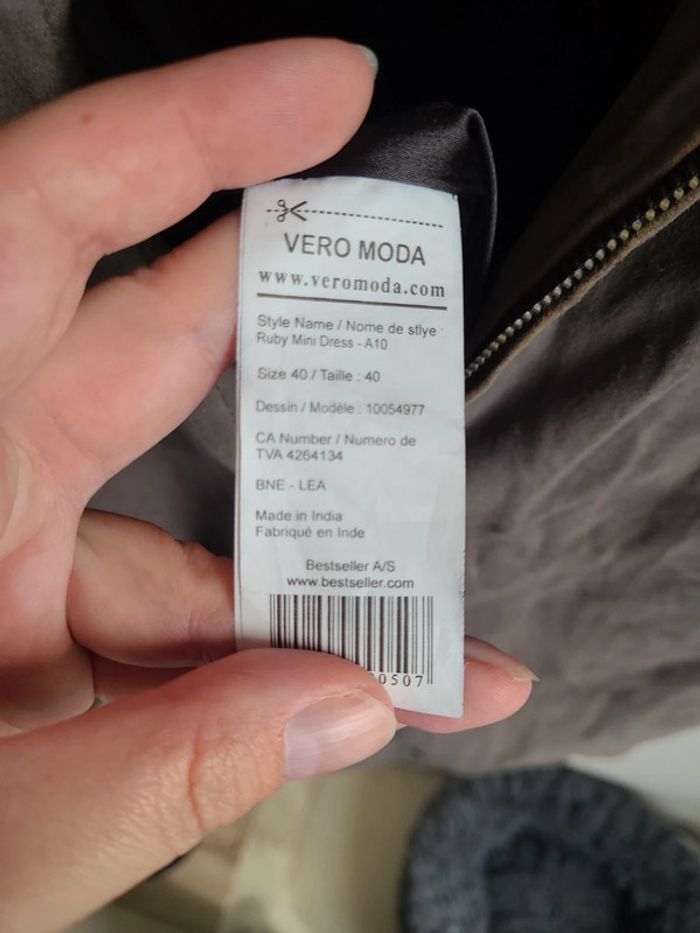 VERO MODA
www.veromoda.com
Style Name / Nome de stlye
Ruby Mini Dress - A10
Size 40 / Taille : 40
Dessin / Modèle : 10054977
CA Number / Numero de
TVA 4264134
BNE - LEA
Made in India
Fabriqué en Inde
Bestseller A/S
www.bestseller.com
0507